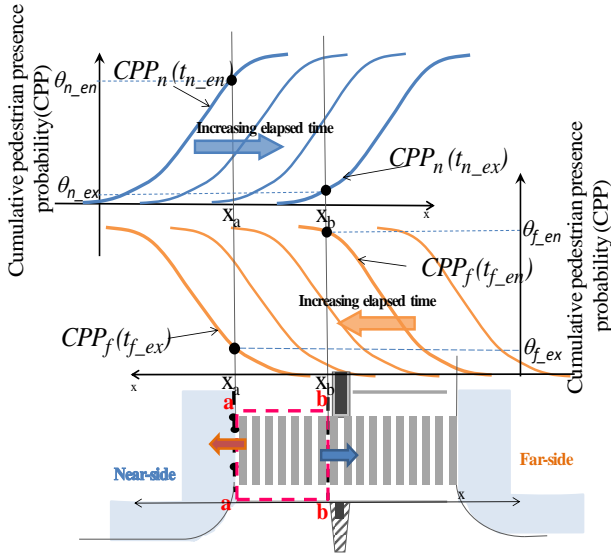 Cumulative pedestrian presence
probability(CPP)
θn_en
CPPn(tn_en)
Increasing elapsed time
θn_ex
CPPn(tn_ex)
xa
xb
x
Cumulative pedestrian presence
probability(CPP)
θf_en
CPPf(tf_en)
Increasing elapsed time
CPPf(tf_ex)
θf_ex
x
xa
xb
a
b
Near-side
Far-side
a
b
x